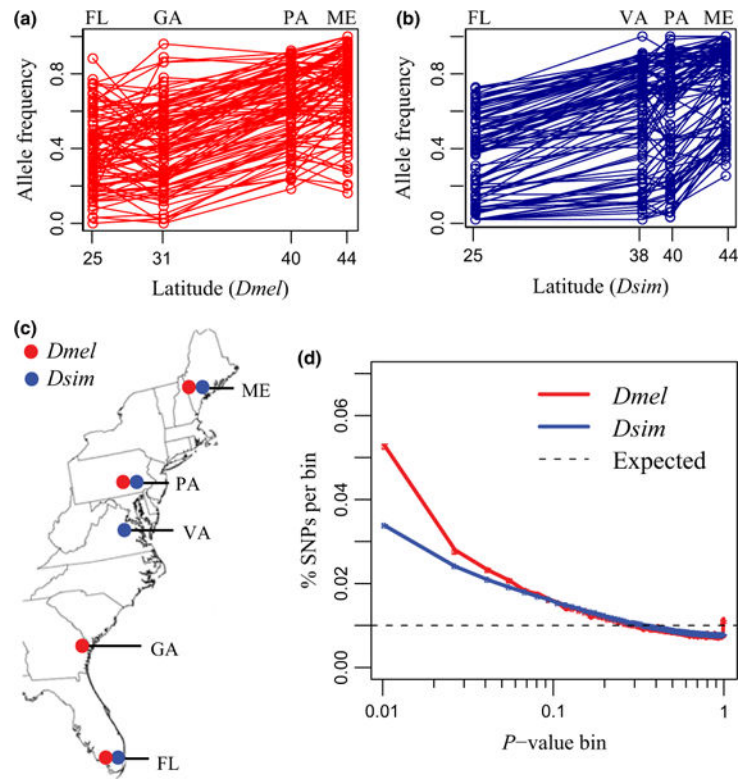 (a)
FL GA PA ME
Allele frequency
0.0 0.4 0.8
25 31 40 44
Latitude (Dmel)
(b)
FL VA PA ME
Allele frequency
0.0 0.4 0.8
25 38 40 44
Latitude (Dsim)
(c)
Dmel
Dsim
ME
PA
VA
GA
FL
(d)
Dmel
Dsim
Expected
% SNPs per bin
0.00 0.02 0.04 0.06
0.01 0.1 1
P−value bin